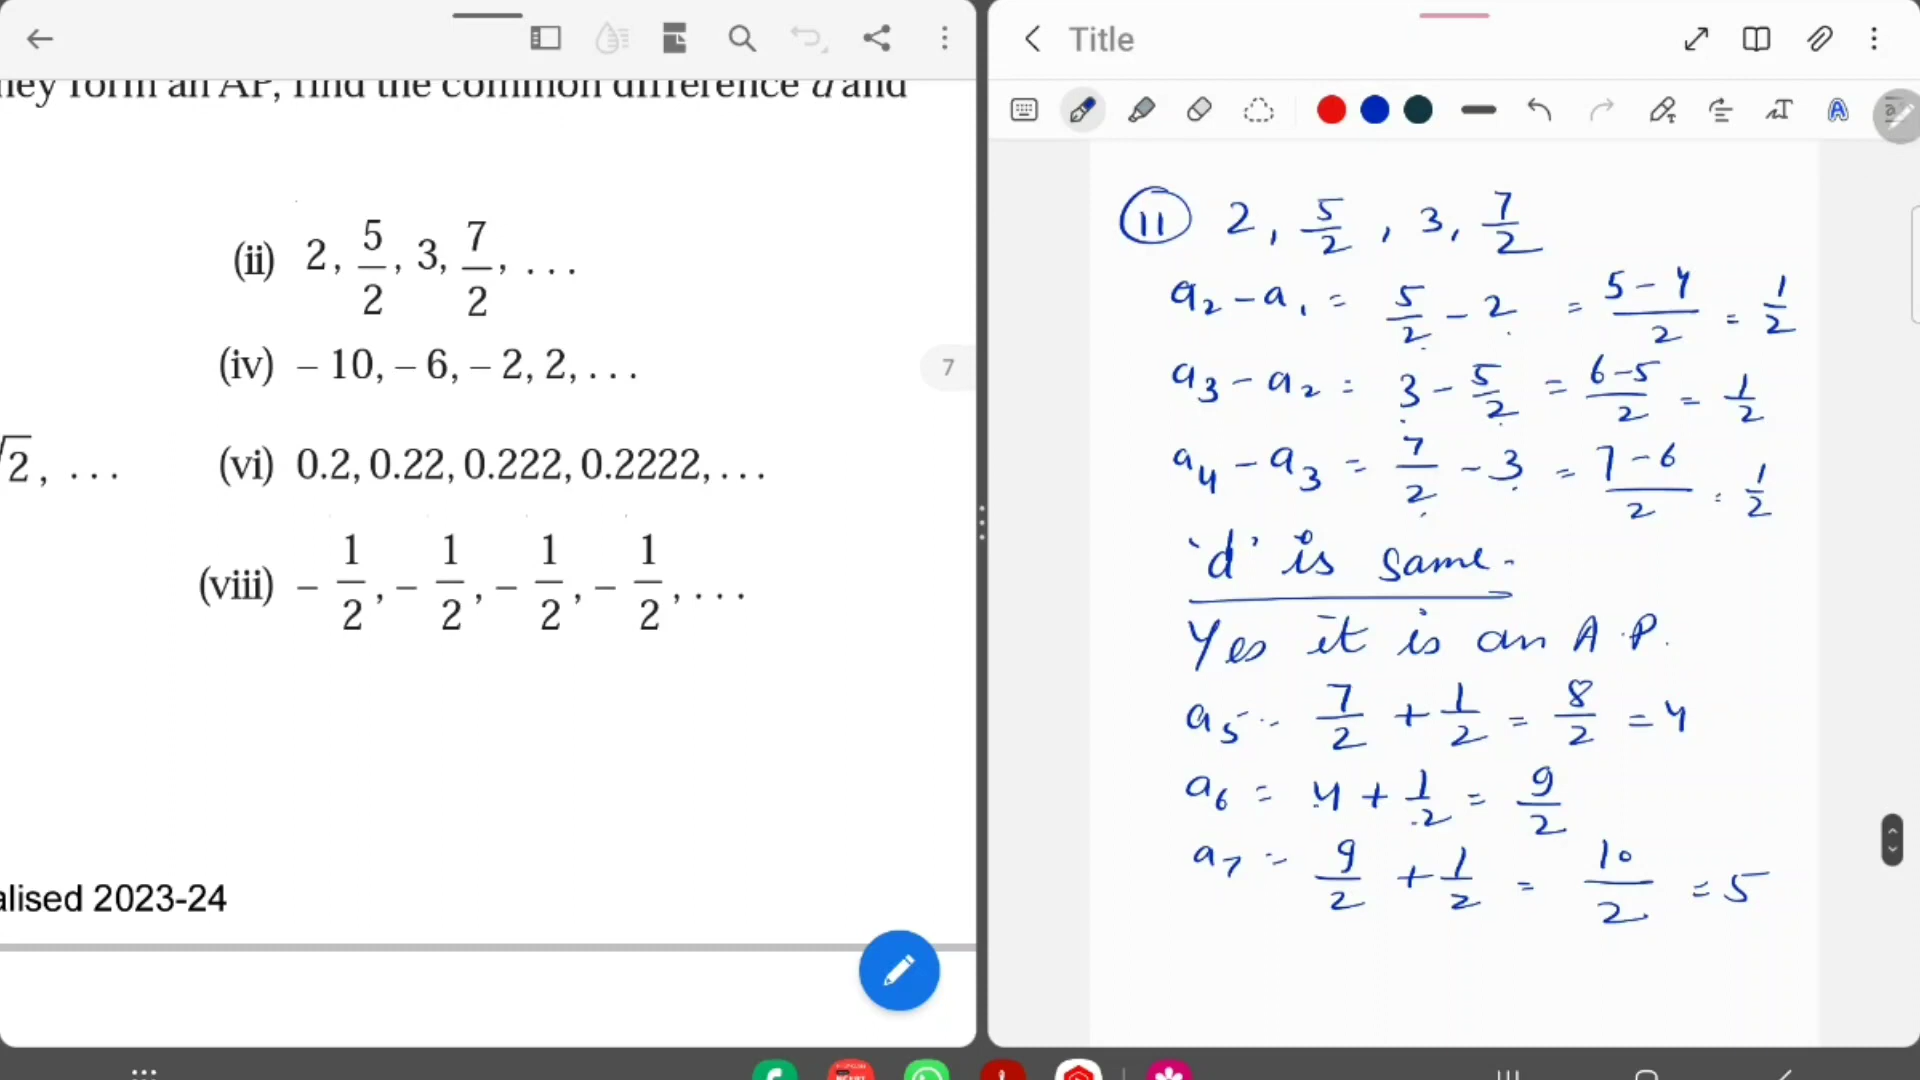 hey form an AP, find the common difference d and
(ii) 2, 5/2, 3, 7/2, . . .
(iv) – 10, – 6, – 2, 2, . . .
√2, . . .
(vi) 0.2, 0.22, 0.222, 0.2222, . . .
(viii) – 1/2, – 1/2, – 1/2, – 1/2, . . .
alised 2023-24
7
Title
(11) 2, 5/2, 3, 7/2
a₂ – a₁ = 5/2 – 2 = 5–4/2 = 1/2
a₃ – a₂ = 3 – 5/2 = 6–5/2 = 1/2
a₄ – a₃ = 7/2 – 3 = 7–6/2 = 1/2
'd' is same.
Yes it is an A.P.
a₅ = 7/2 + 1/2 = 8/2 = 4
a₆ = 4 + 1/2 = 9/2
a₇ = 9/2 + 1/2 = 10/2 = 5